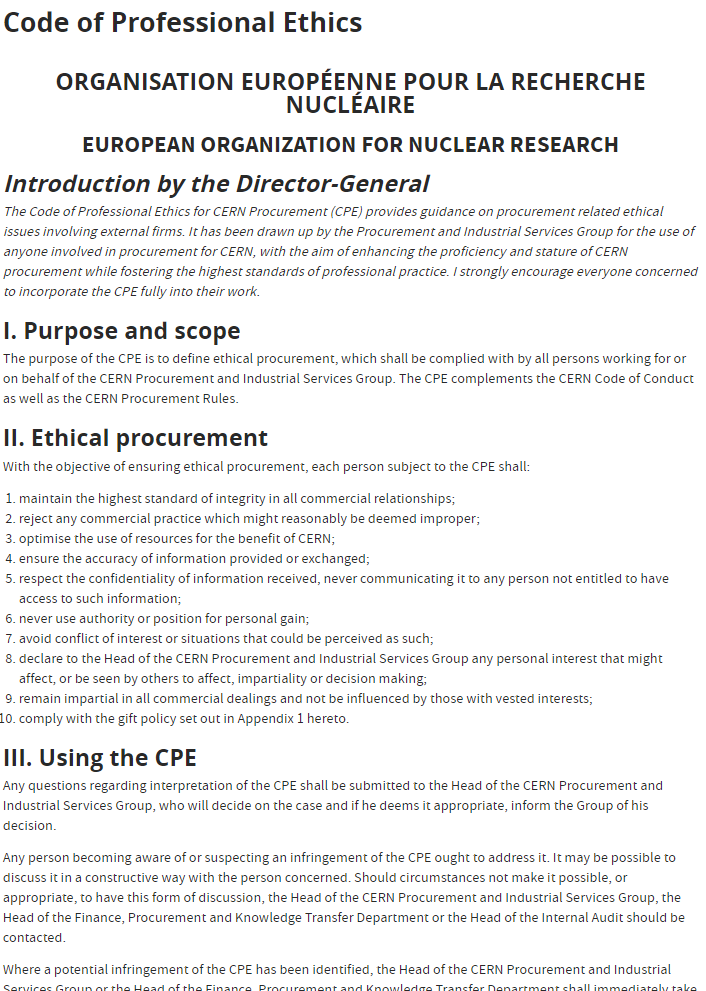 Code of Professional Ethics
ORGANISATION EUROPÉENNE POUR LA RECHERCHE
NUCLÉAIRE
EUROPEAN ORGANIZATION FOR NUCLEAR RESEARCH
Introduction by the Director-General
The Code of Professional Ethics for CERN Procurement (CPE) provides guidance on procurement related ethical
issues involving external firms. It has been drawn up by the Procurement and Industrial Services Group for the use of
anyone involved in procurement for CERN, with the aim of enhancing the proficiency and stature of CERN
procurement while fostering the highest standards of professional practice. I strongly encourage everyone concerned
to incorporate the CPE fully into their work.
I. Purpose and scope
The purpose of the CPE is to define ethical procurement, which shall be complied with by all persons working for or
on behalf of the CERN Procurement and Industrial Services Group. The CPE complements the CERN Code of Conduct
as well as the CERN Procurement Rules.
II. Ethical procurement
With the objective of ensuring ethical procurement, each person subject to the CPE shall:
1. maintain the highest standard of integrity in all commercial relationships;
2. reject any commercial practice which might reasonably be deemed improper;
3. optimise the use of resources for the benefit of CERN;
4. ensure the accuracy of information provided or exchanged;
5. respect the confidentiality of information received, never communicating it to any person not entitled to have
access to such information;
6. never use authority or position for personal gain;
7. avoid conflict of interest or situations that could be perceived as such;
8. declare to the Head of the CERN Procurement and Industrial Services Group any personal interest that might
affect, or be seen by others to affect, impartiality or decision making;
9. remain impartial in all commercial dealings and not be influenced by those with vested interests;
10. comply with the gift policy set out in Appendix 1 hereto.
III. Using the CPE
Any questions regarding interpretation of the CPE shall be submitted to the Head of the CERN Procurement and
Industrial Services Group, who will decide on the case and if he deems it appropriate, inform the Group of his
decision.
Any person becoming aware of or suspecting an infringement of the CPE ought to address it. It may be possible to
discuss it in a constructive way with the person concerned. Should circumstances not make it possible, or
appropriate, to have this form of discussion, the Head of the CERN Procurement and Industrial Services Group, the
Head of the Finance, Procurement and Knowledge Transfer Department or the Head of the Internal Audit should be
contacted.
Where a potential infringement of the CPE has been identified, the Head of the CERN Procurement and Industrial
Services Group or the Head of the Finance, Procurement and Knowledge Transfer Department shall immediately take